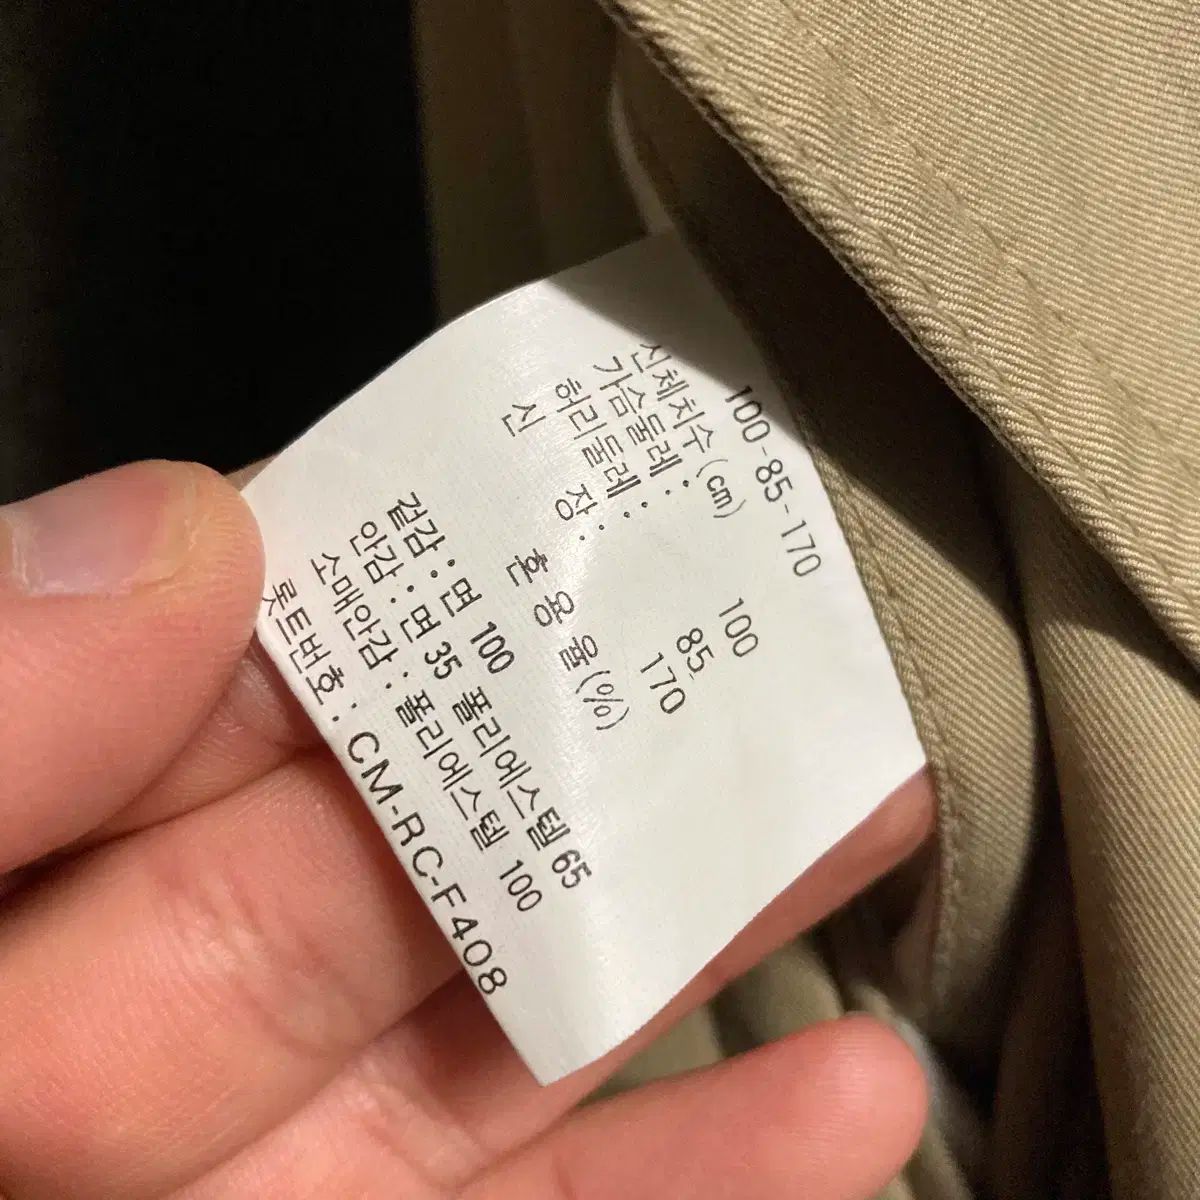 100-85-170
신체치수(cm)
가슴둘레: 100
허리둘레: 85
신 장: 170
혼 용 율(%)
겉감: 면 100
안감: 면 35 폴리에스텔 65
소매안감: 폴리에스텔 100
롯트번호: CM-RC-F408